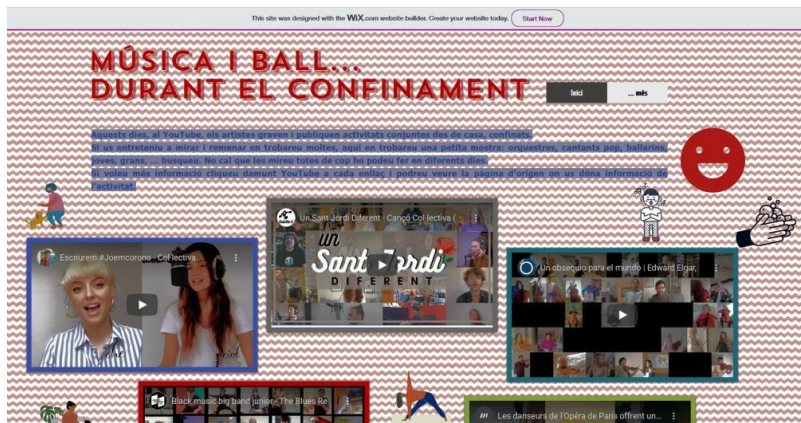 This site was designed with the WiX.com website builder. Create your website today. Start Now
MÚSICA I BALL...
DURANT EL CONFINAMENT
Inici
... més
Aquests dies, al YouTube, els artistes graven i publiquen activitats conjuntes des de casa, confinats.
Si us entreteniu a mirar i remenar en trobareu moltes, aquí en trobareu una petita mostra: orquestres, cantants pop, ballarins,
joves, grans, ... busqueu. No cal que les mireu totes de cop ho podeu fer en diferents dies.
Si voleu més informació cliqueu damunt YouTube a cada enllaç i podreu veure la pàgina d'origen on us dóna informació de
l'activitat.
Un Sant Jordi Diferent - Cançó Col·lectiva (
un
Sant Jordi
DIFERENT
Escriurem #Joemcorono - Col·lectiva
Un obsequio para el mundo | Edward Elgar,
Black music big band junior - The Blues Re
Les danseurs de l'Opéra de Paris offrent un...